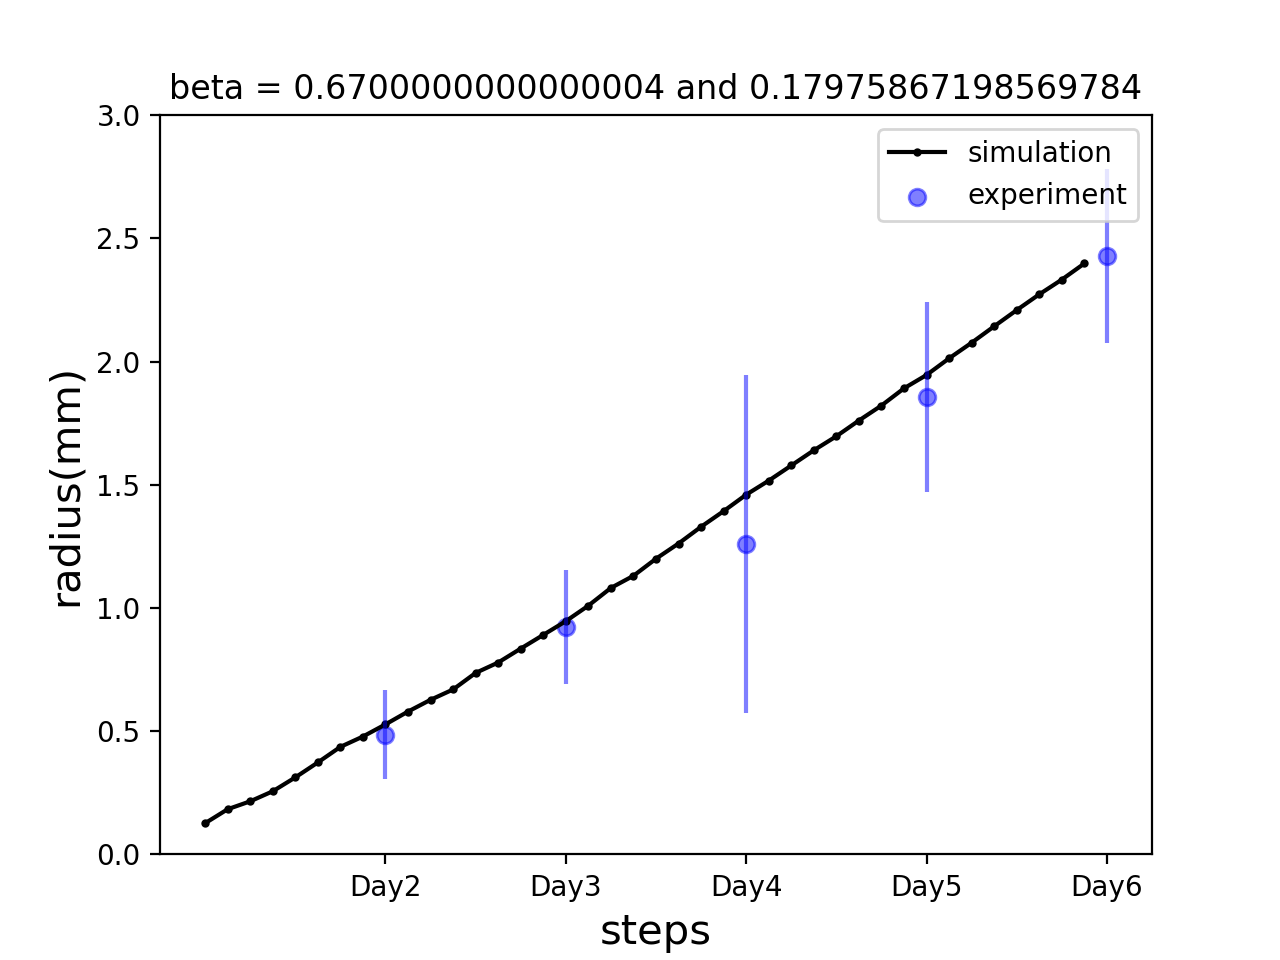 beta = 0.6700000000000004 and 0.17975867198569784
3.0
2.5
2.0
1.5
1.0
0.5
0.0
radius(mm)
simulation
experiment
Day2 Day3 Day4 Day5 Day6
steps